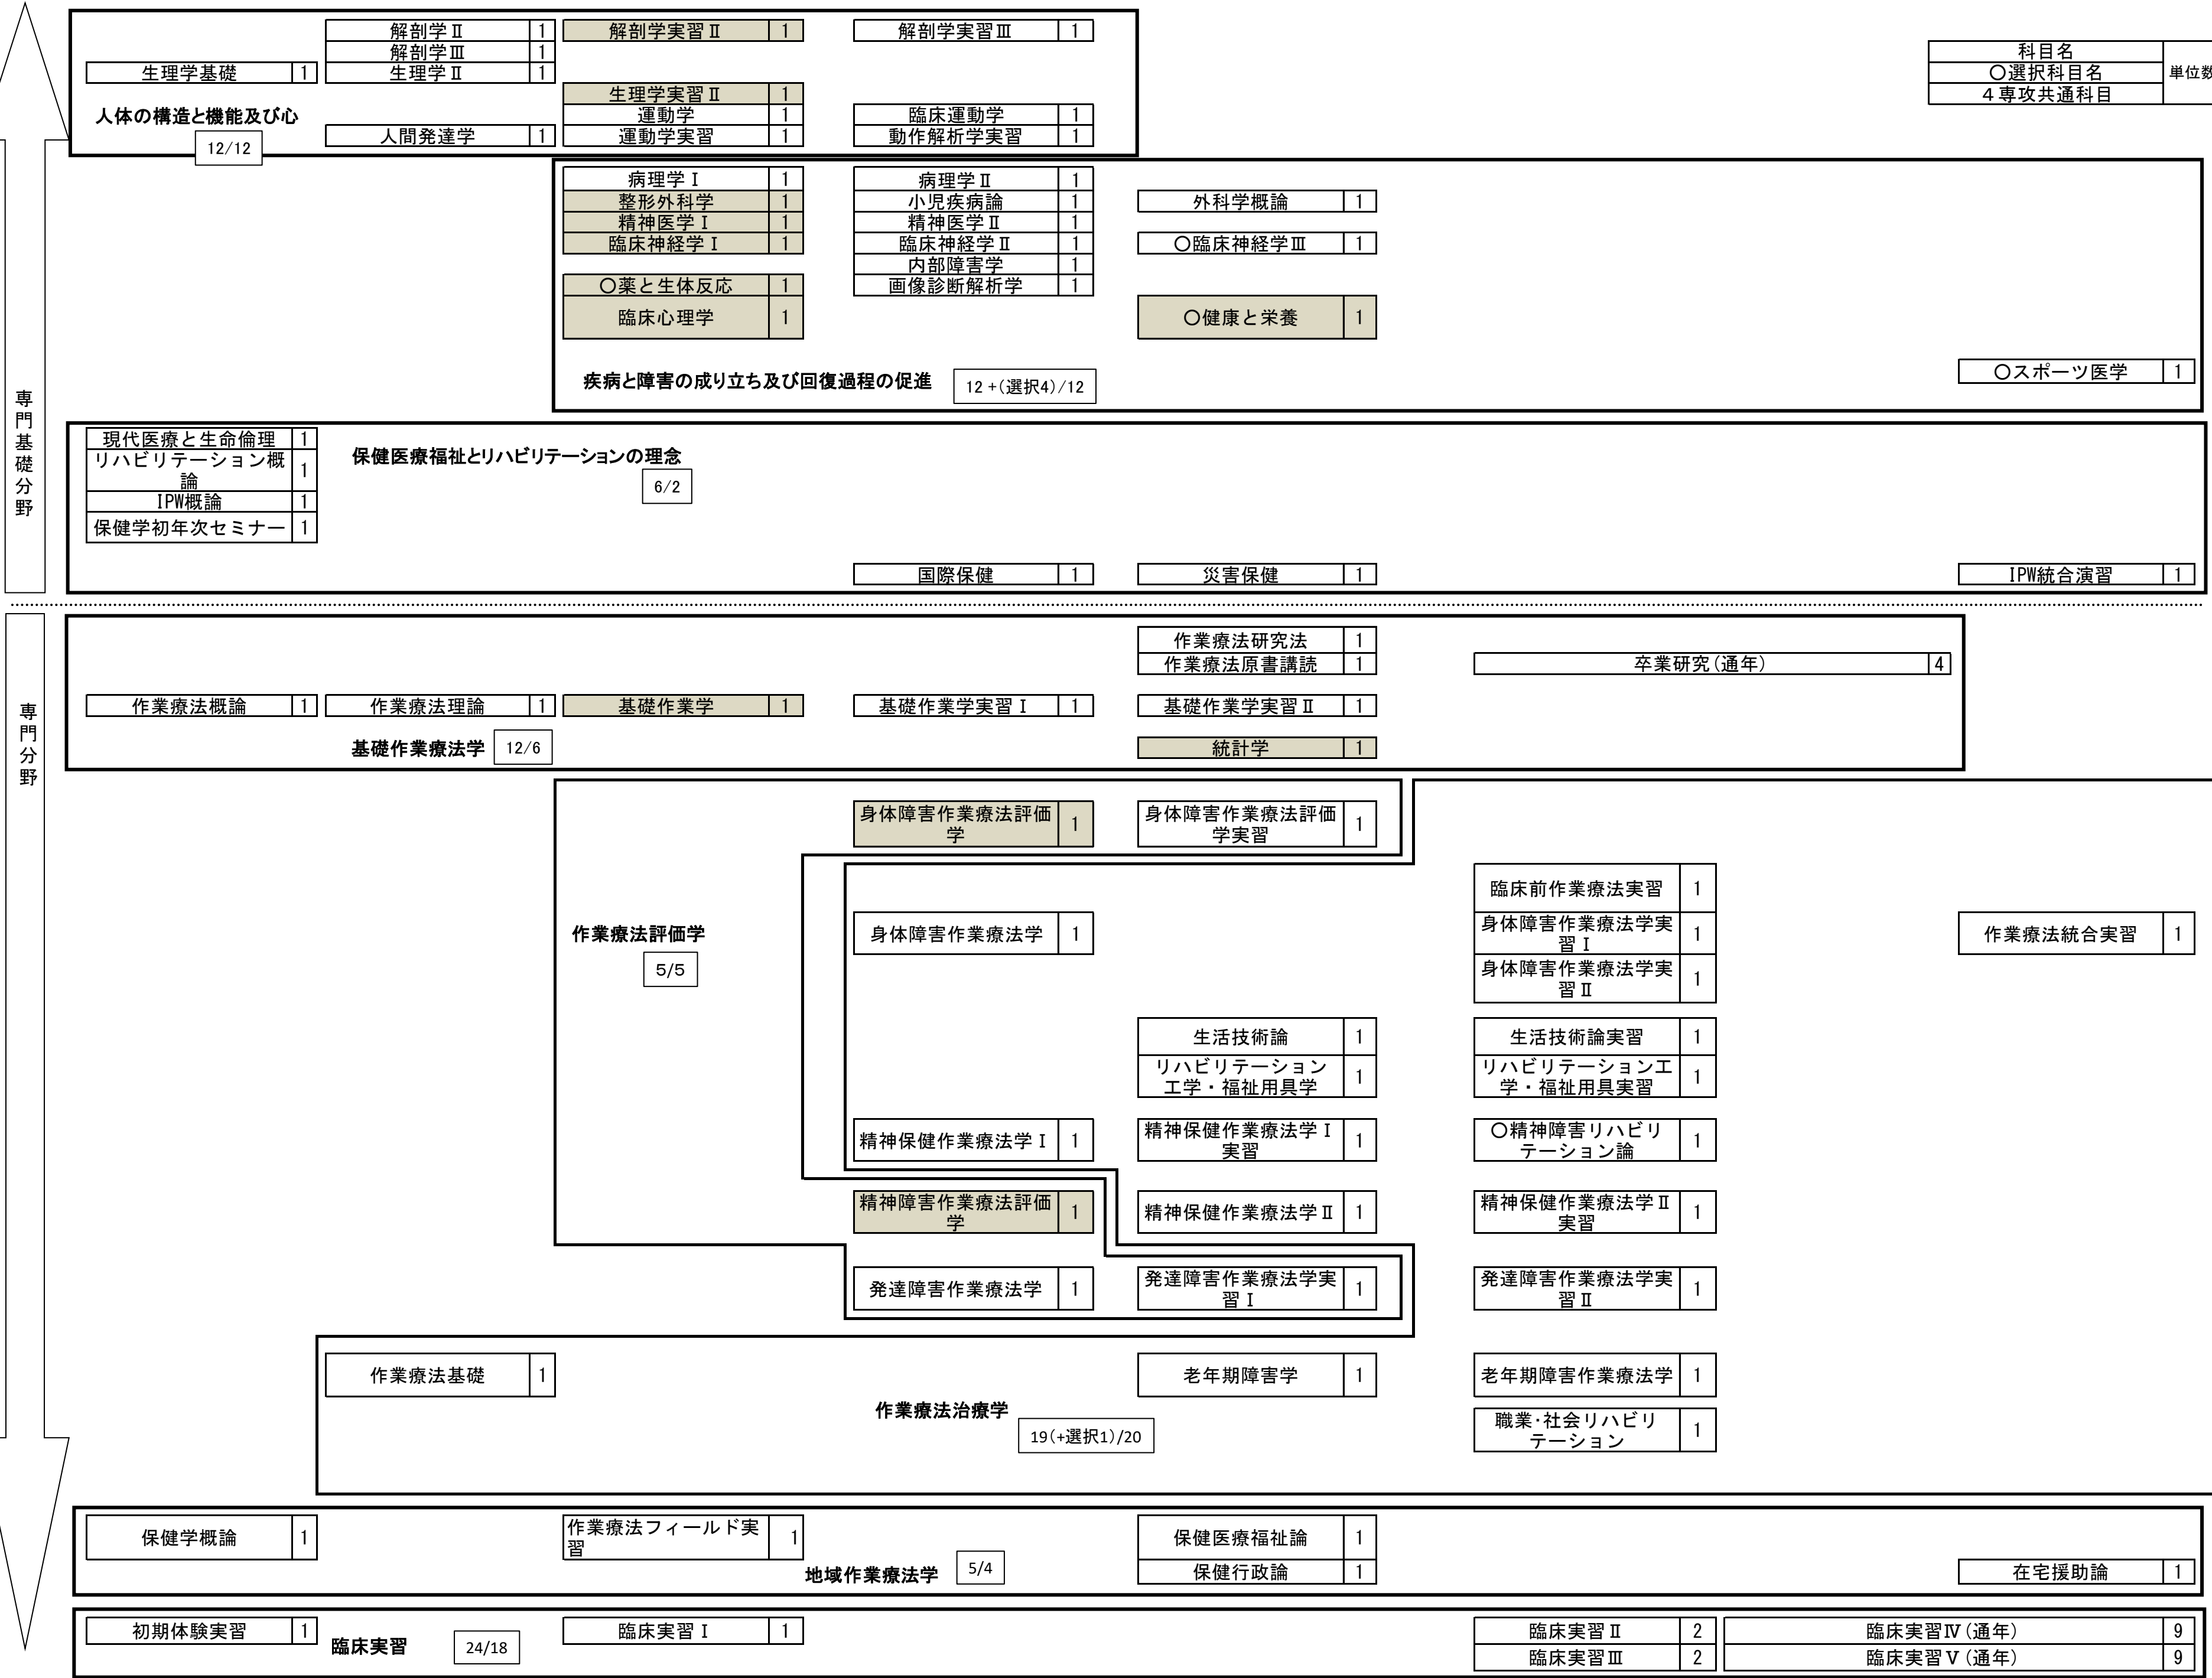 解剖学Ⅱ 1 解剖学実習Ⅱ 1 解剖学実習Ⅲ 1
解剖学Ⅲ 1
科目名
生理学基礎 1 生理学Ⅱ 1
〇選択科目名 単位数
生理学実習Ⅱ 1
4専攻共通科目
人体の構造と機能及び心
運動学 1 臨床運動学 1
人間発達学 1 運動学実習 1 動作解析学実習 1
12/12
病理学Ⅰ 1 病理学Ⅱ 1
整形外科学 1 小児疾病論 1 外科学概論 1
精神医学Ⅰ 1 精神医学Ⅱ 1
臨床神経学Ⅰ 1 臨床神経学Ⅱ 1 〇臨床神経学Ⅲ 1
内部障害学 1
〇薬と生体反応 1 画像診断解析学 1
臨床心理学 1 〇健康と栄養 1
疾病と障害の成り立ち及び回復過程の促進 12 +(選択4)/12
〇スポーツ医学 1
専門基礎分野
現代医療と生命倫理 1
保健医療福祉とリハビリテーションの理念
リハビリテーション概
論 1
6/2
IPW概論 1
保健学初年次セミナー 1
国際保健 1 災害保健 1 IPW統合演習 1
専門分野
作業療法研究法 1
作業療法原書講読 1 卒業研究(通年) 4
作業療法概論 1 作業療法理論 1 基礎作業学 1 基礎作業学実習Ⅰ 1 基礎作業学実習Ⅱ 1
基礎作業療法学 12/6 統計学 1
身体障害作業療法評価
学 1
身体障害作業療法評価
学実習 1
臨床前作業療法実習 1
作業療法評価学
5/5
身体障害作業療法学 1
身体障害作業療法学実
習Ⅰ 1
作業療法統合実習 1
身体障害作業療法学実
習Ⅱ 1
生活技術論 1 生活技術論実習 1
リハビリテーション
工学・福祉用具学 1
リハビリテーション工
学・福祉用具実習 1
精神保健作業療法学Ⅰ 1
精神保健作業療法学Ⅰ
実習 1
〇精神障害リハビリ
テーション論 1
精神障害作業療法評価
学 1
精神保健作業療法学Ⅱ 1
精神保健作業療法学Ⅱ
実習 1
発達障害作業療法学 1
発達障害作業療法学実
習Ⅰ 1
発達障害作業療法学実
習Ⅱ 1
作業療法基礎 1 老年期障害学 1 老年期障害作業療法学 1
作業療法治療学
19(+選択1)/20
職業･社会リハビリ
テーション 1
保健学概論 1
作業療法フィールド実
習 1
保健医療福祉論 1
地域作業療法学 5/4
保健行政論 1 在宅援助論 1
初期体験実習 1 臨床実習Ⅰ 1 臨床実習Ⅱ 2 臨床実習Ⅳ(通年) 9
臨床実習 24/18
臨床実習Ⅲ 2 臨床実習Ⅴ(通年) 9